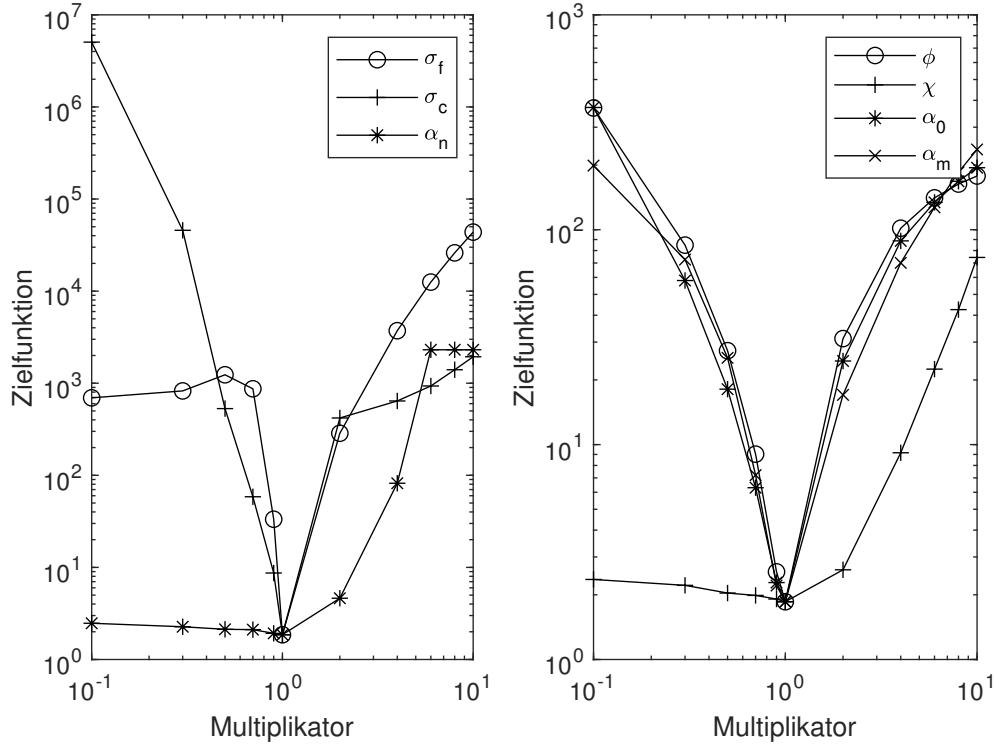 10^7
10^6
10^5
10^4
10^3
10^2
10^1
10^0
10^-1
10^0
10^1
Zielfunktion
Multiplikator
σ_f
σ_c
α_n
10^3
10^2
10^1
10^0
10^-1
10^0
10^1
Zielfunktion
Multiplikator
ϕ
χ
α_0
α_m